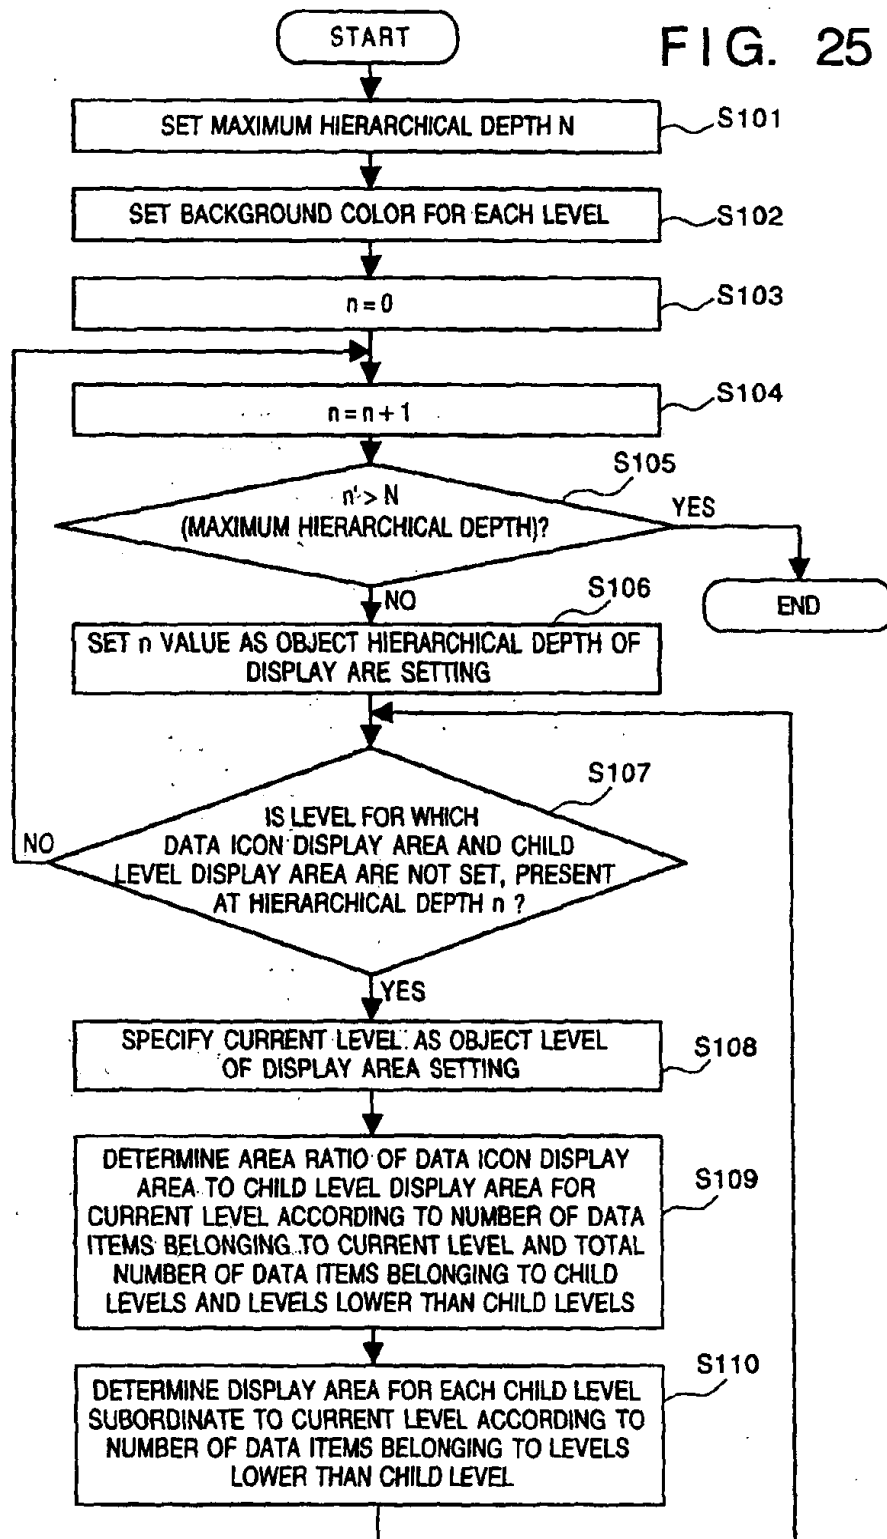 START
FIG. 25
SET MAXIMUM HIERARCHICAL DEPTH N
S101
SET BACKGROUND COLOR FOR EACH LEVEL
S102
n=0
S103
n=n+1
S104
S105
n'> N
(MAXIMUM HIERARCHICAL DEPTH)?
YES
END
NO
S106
SET n VALUE AS OBJECT HIERARCHICAL DEPTH OF
DISPLAY ARE SETTING
S107
IS LEVEL FOR WHICH
DATA ICON DISPLAY AREA AND CHILD
LEVEL DISPLAY AREA ARE NOT SET, PRESENT
AT HIERARCHICAL DEPTH n ?
NO
YES
SPECIFY CURRENT LEVEL AS OBJECT LEVEL
OF DISPLAY AREA SETTING
S108
DETERMINE AREA RATIO OF DATA ICON DISPLAY
AREA TO CHILD LEVEL DISPLAY AREA FOR
CURRENT LEVEL ACCORDING TO NUMBER OF DATA
ITEMS BELONGING TO CURRENT LEVEL AND TOTAL
NUMBER OF DATA ITEMS BELONGING TO CHILD
LEVELS AND LEVELS LOWER THAN CHILD LEVELS
S109
DETERMINE DISPLAY AREA FOR EACH CHILD LEVEL
SUBORDINATE TO CURRENT LEVEL ACCORDING TO
NUMBER OF DATA ITEMS BELONGING TO LEVELS
LOWER THAN CHILD LEVEL
S110